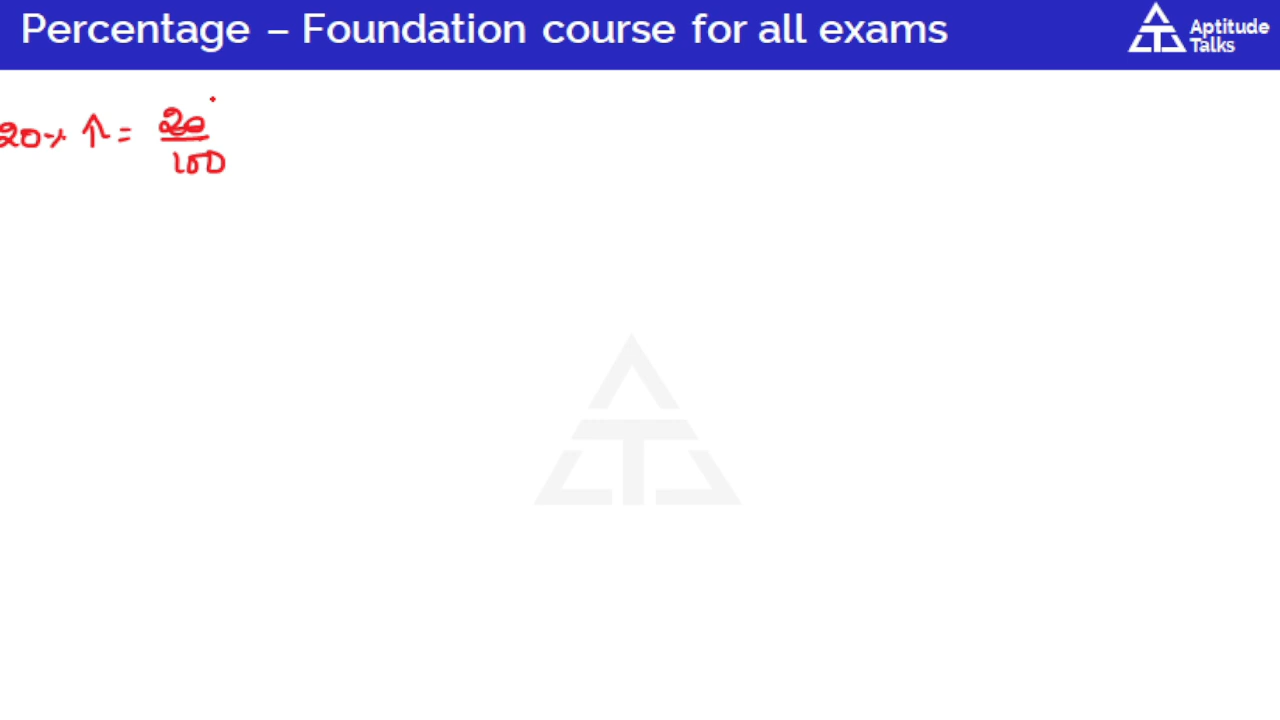 Percentage – Foundation course for all exams
Aptitude
Talks
20% ↑ = 20/100